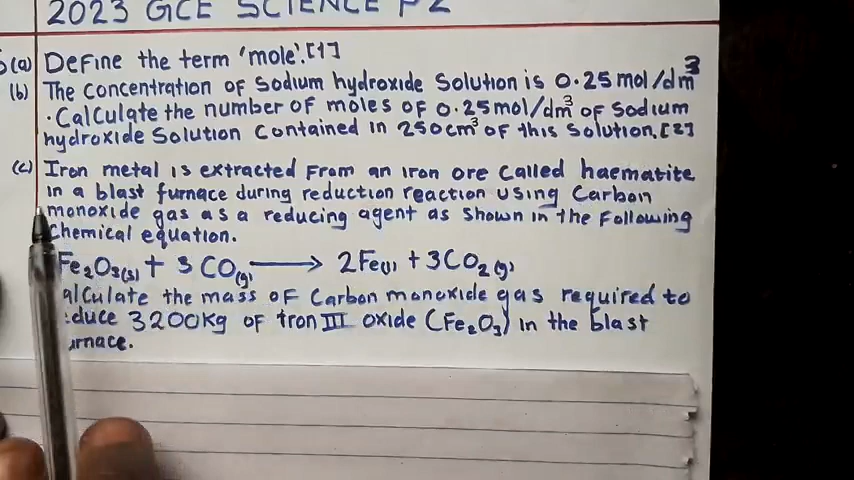 2023 GCE SCIENCE P2
5(a) Define the term 'mole'. [1]
(b) The concentration of Sodium hydroxide Solution is 0.25 mol/dm³
. Calculate the number of moles of 0.25mol/dm³ of Sodium
hydroxide Solution contained in 250cm³ of this Solution. [2]
(c) Iron metal is extracted from an iron ore called haematite
in a blast furnace during reduction reaction using Carbon
monoxide gas as a reducing agent as shown in the following
chemical equation.
Fe₂O₃(s) + 3 CO(g) ⟶ 2Fe(l) + 3CO₂(g)
alculate the mass of Carbon monoxide gas required to
educe 3200kg of Iron III oxide (Fe₂O₃) in the blast
urnace.